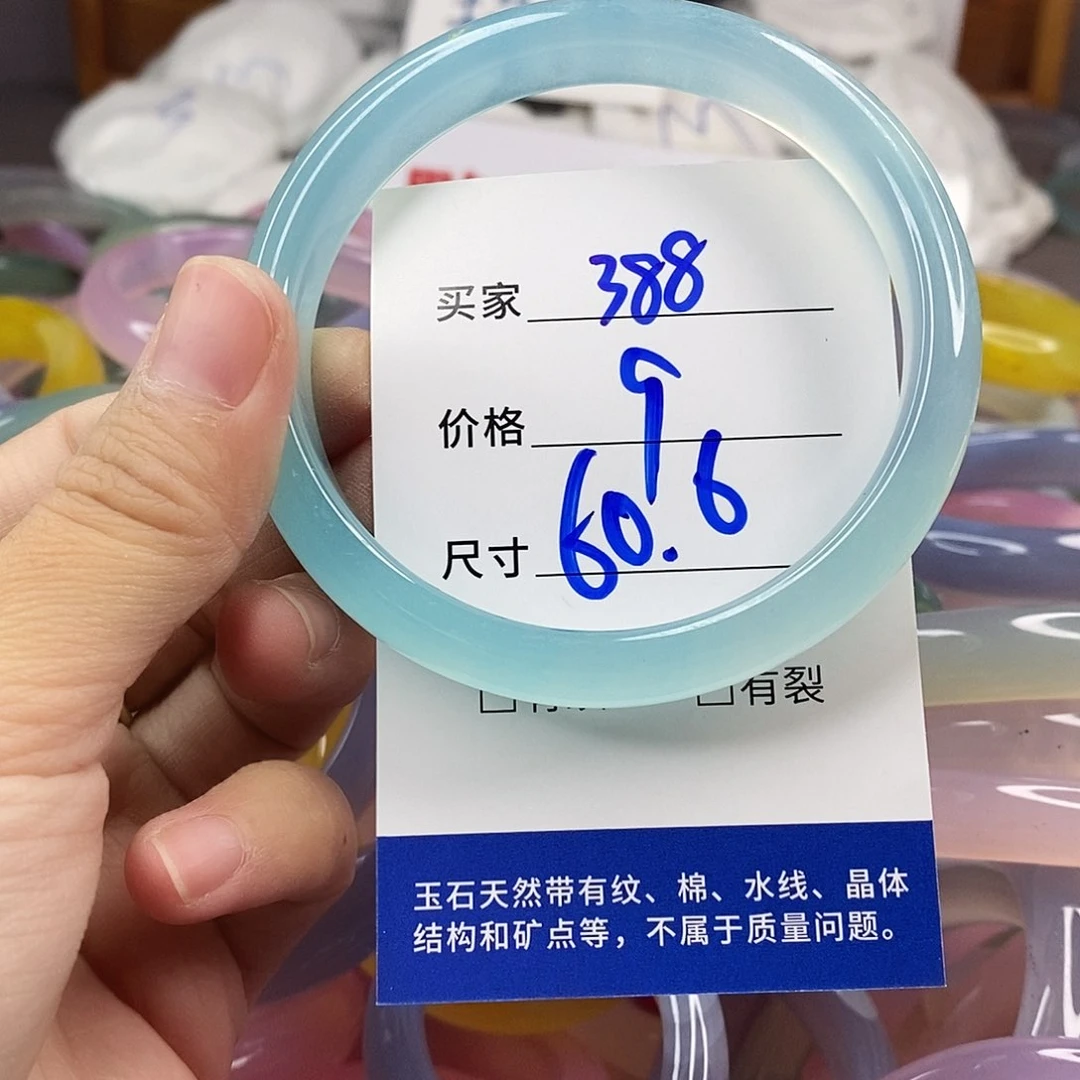 买家 388
价格 9
尺寸 60.6
有裂
玉石天然带有纹、棉、水线、晶体
结构和矿点等，不属于质量问题。